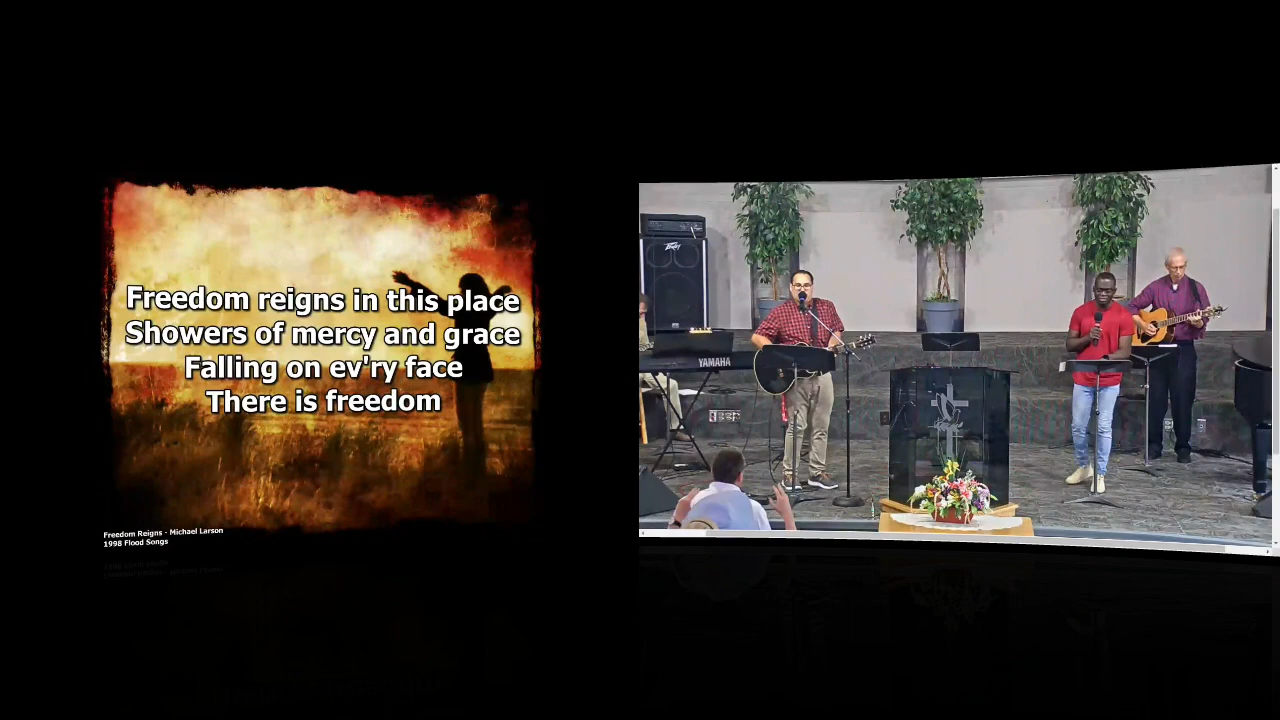 Freedom reigns in this place
Showers of mercy and grace
Falling on ev'ry face
There is freedom
Freedom Reigns - Michael Larson
1998 Flood Songs
PEAVEY
YAMAHA